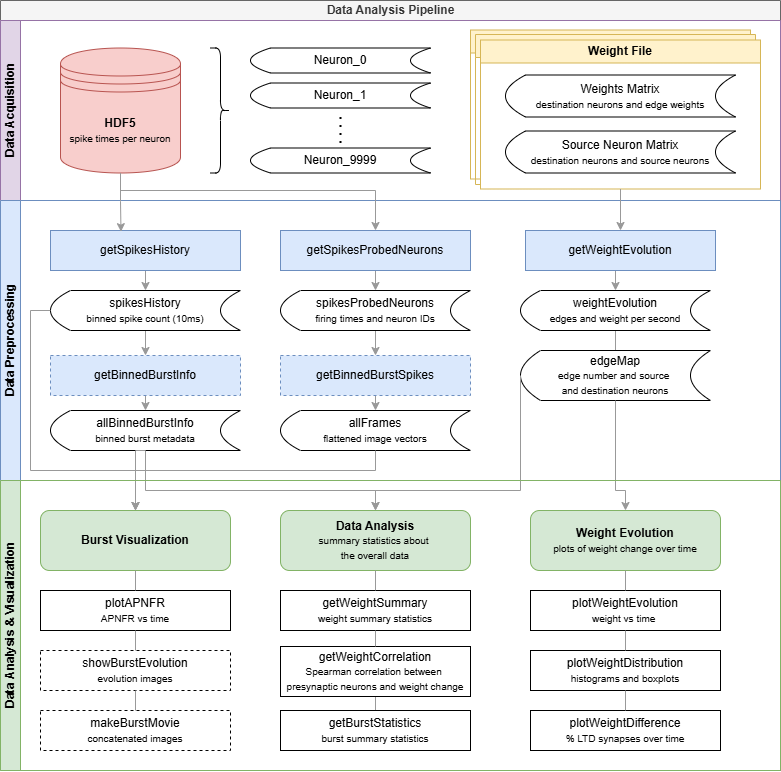 Data Analysis Pipeline
Data Acquisition
HDF5
spike times per neuron
Neuron_0
Neuron_1
Neuron_9999
Weight File
Weights Matrix
destination neurons and edge weights
Source Neuron Matrix
destination neurons and source neurons
Data Preprocessing
getSpikesHistory
getSpikesProbedNeurons
getWeightEvolution
spikesHistory
binned spike count (10ms)
spikesProbedNeurons
firing times and neuron IDs
weightEvolution
edges and weight per second
getBinnedBurstInfo
getBinnedBurstSpikes
edgeMap
edge number and source
and destination neurons
allBinnedBurstInfo
binned burst metadata
allFrames
flattened image vectors
Data Analysis & Visualization
Burst Visualization
Data Analysis
summary statistics about
the overall data
Weight Evolution
plots of weight change over time
plotAPNFR
APNFR vs time
getWeightSummary
weight summary statistics
plotWeightEvolution
weight vs time
showBurstEvolution
evolution images
getWeightCorrelation
Spearman correlation between
presynaptic neurons and weight change
plotWeightDistribution
histograms and boxplots
makeBurstMovie
concatenated images
getBurstStatistics
burst summary statistics
plotWeightDifference
% LTD synapses over time